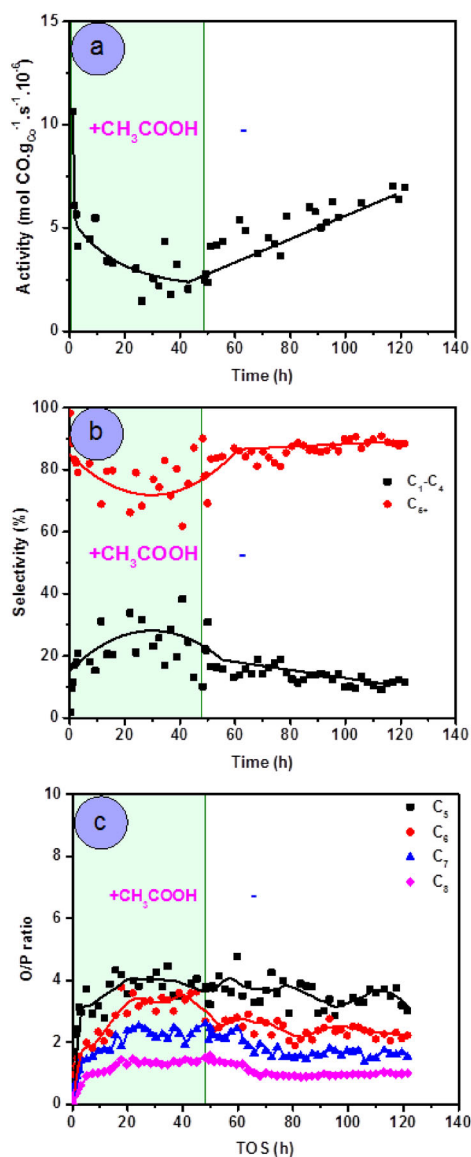 15
10
5
0
a
+CH₃COOH
-
Activity (mol CO.g_Co⁻¹.s⁻¹.10⁻⁶)
0 20 40 60 80 100 120 140
Time (h)
100
80
60
40
20
0
b
C₁-C₄
C₅₊
+CH₃COOH
-
Selectivity (%)
0 20 40 60 80 100 120 140
Time (h)
10
8
6
4
2
0
c
C₅
C₆
C₇
C₈
+CH₃COOH
-
O/P ratio
0 20 40 60 80 100 120 140
TOS (h)